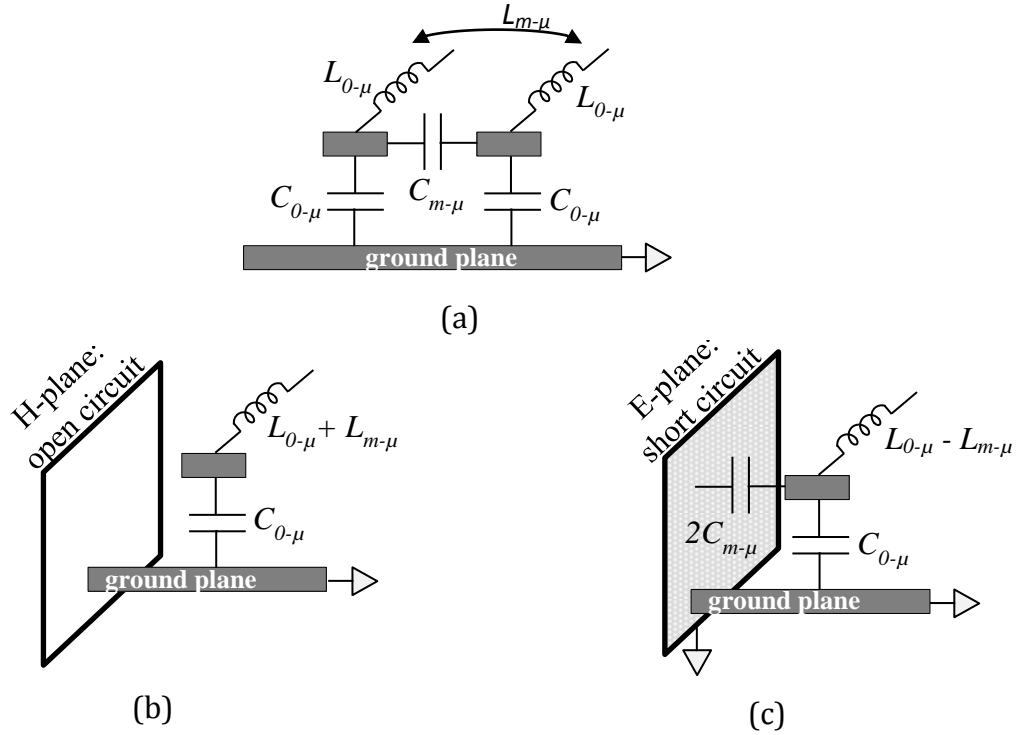 L_{m-μ}
L_{0-μ}
L_{0-μ}
C_{0-μ}
C_{m-μ}
C_{0-μ}
ground plane
(a)
H-plane:
open circuit
L_{0-μ} + L_{m-μ}
C_{0-μ}
ground plane
(b)
E-plane:
short circuit
L_{0-μ} - L_{m-μ}
2C_{m-μ}
C_{0-μ}
ground plane
(c)